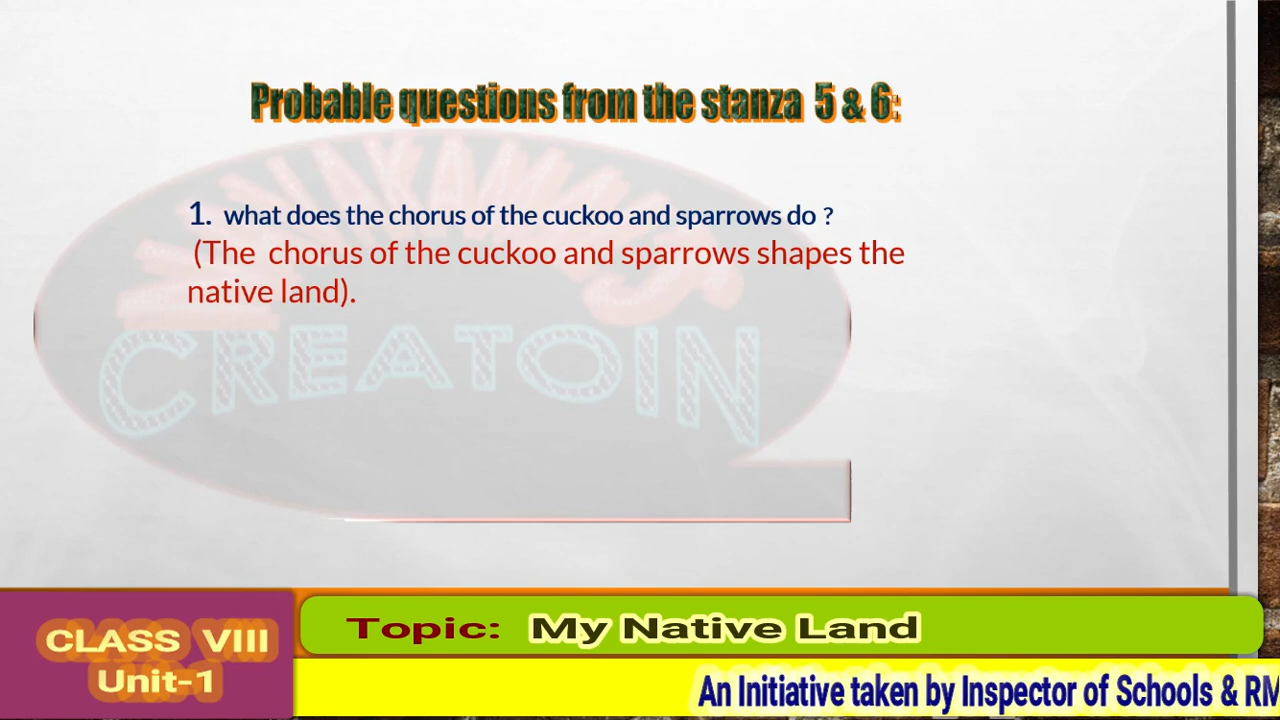 Probable questions from the stanza 5 & 6:
1. what does the chorus of the cuckoo and sparrows do ?
(The chorus of the cuckoo and sparrows shapes the
native land).
CREATOIN
CLASS VIII
Unit-1
Topic: My Native Land
An Initiative taken by Inspector of Schools & RM